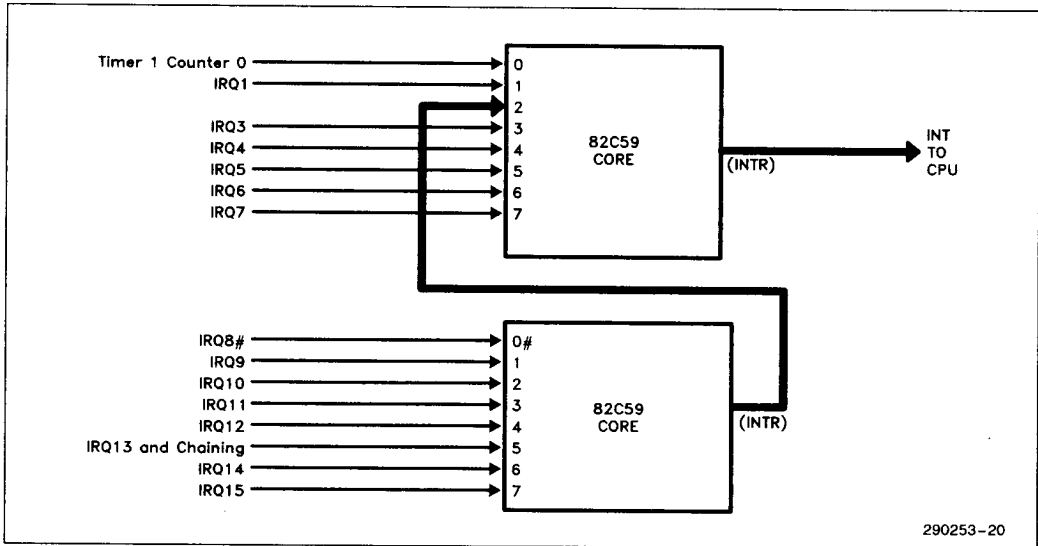 Timer 1 Counter 0
0
IRQ1
1
2
IRQ3
3
IRQ4
4
IRQ5
5
IRQ6
6
IRQ7
7
82C59
CORE
(INTR)
INT
TO
CPU
IRQ8#
0#
IRQ9
1
IRQ10
2
IRQ11
3
IRQ12
4
IRQ13 and Chaining
5
IRQ14
6
IRQ15
7
82C59
CORE
(INTR)
290253-20